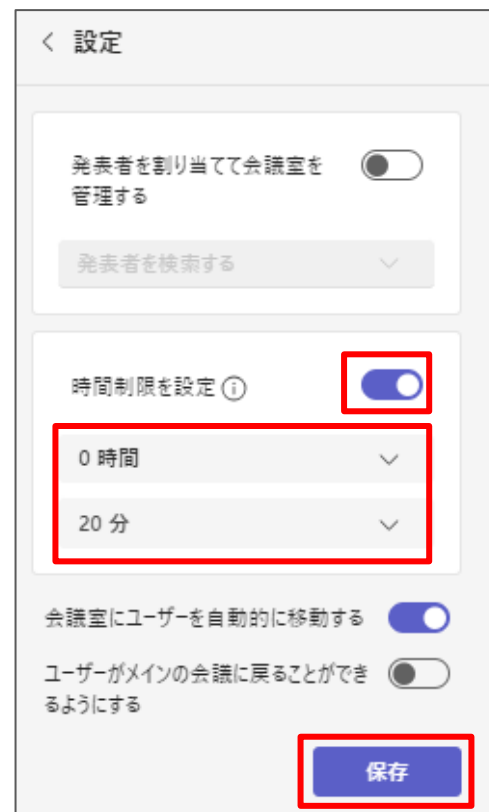 設定
発表者を割り当てて会議室を
管理する
発表者を検索する
時間制限を設定
0 時間
20 分
会議室にユーザーを自動的に移動する
ユーザーがメインの会議に戻ることができ
るようにする
保存